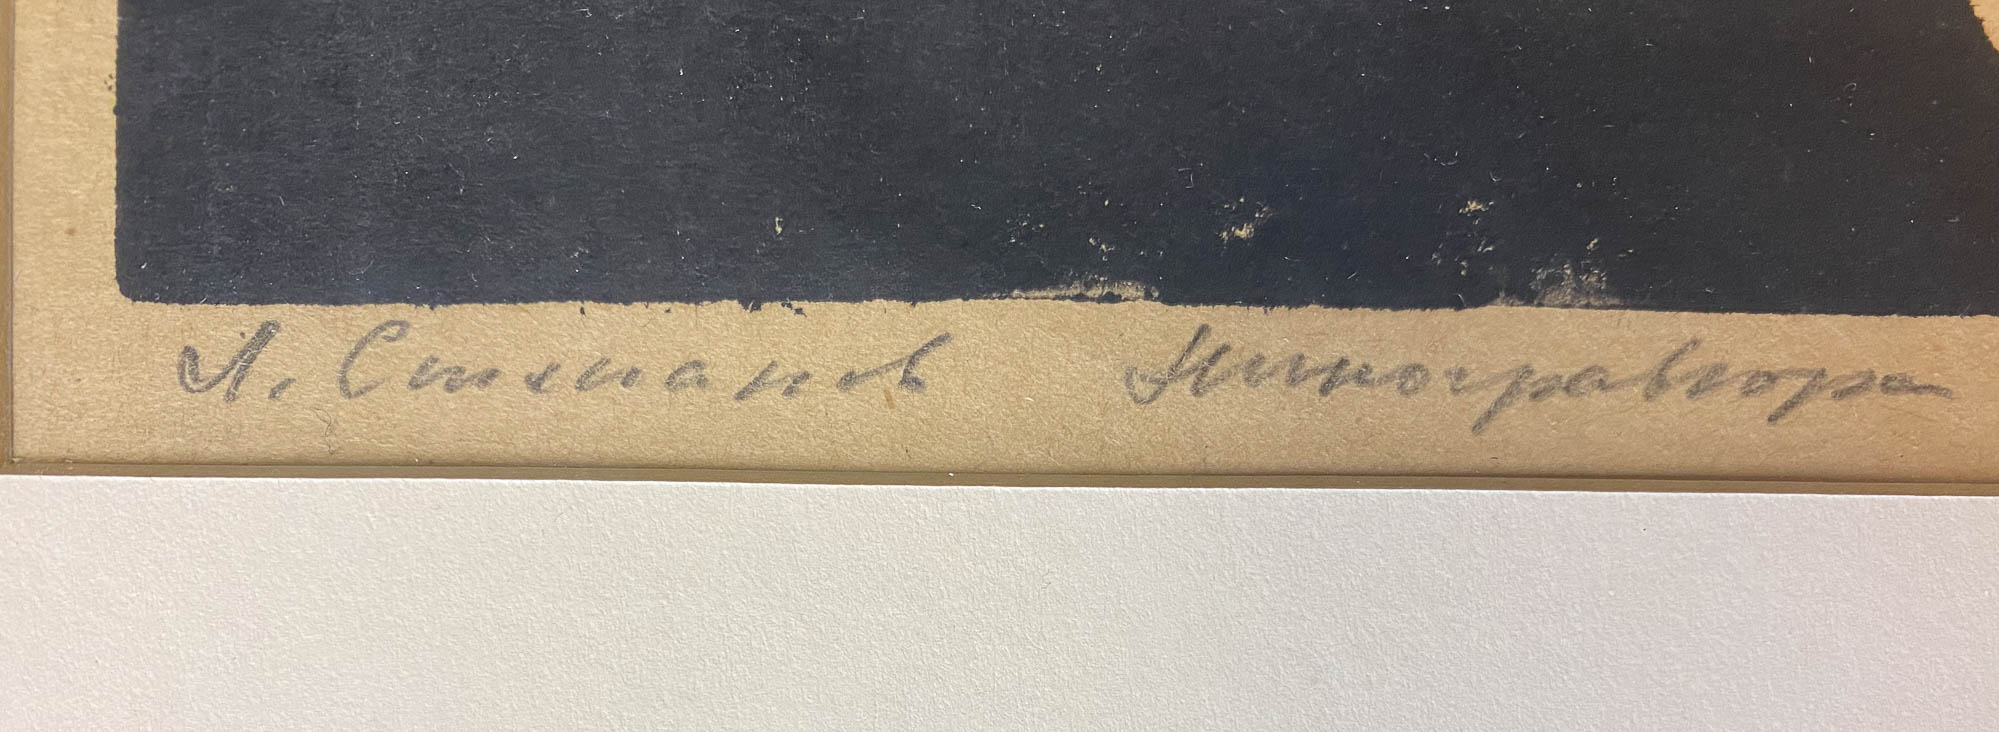 А. Степанов Линогравюра